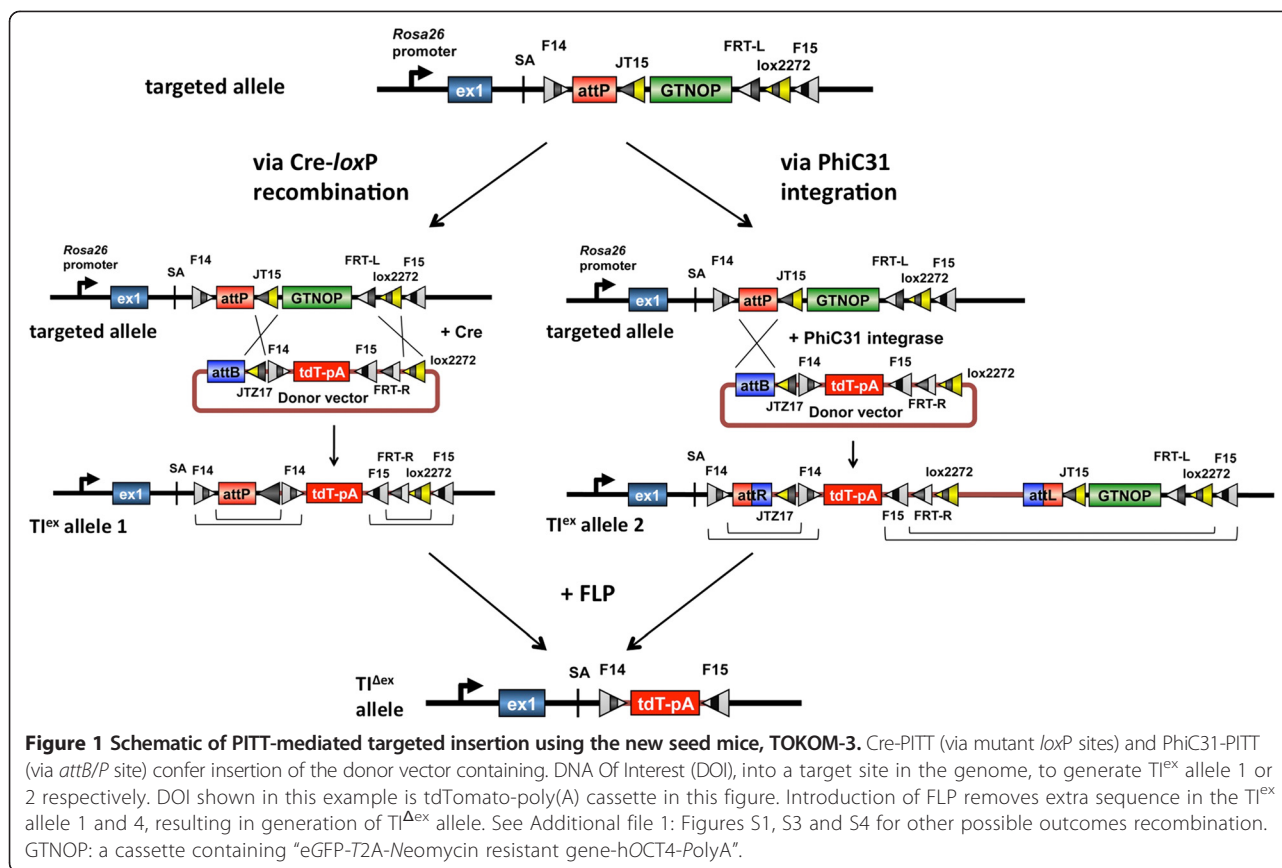 Rosa26
promoter
SA
F14
JT15
FRT-L
F15
lox2272
targeted allele
ex1
attP
GTNOP
via Cre-loxP
recombination
via PhiC31
integration
Rosa26
promoter
SA
F14
JT15
FRT-L
F15
lox2272
ex1
attP
GTNOP
targeted allele
+ Cre
F14
F15
lox2272
attB
tdT-pA
JTZ17
FRT-R
Donor vector
Rosa26
promoter
SA
F14
JT15
FRT-L
F15
lox2272
ex1
attP
GTNOP
targeted allele
+ PhiC31 integrase
F14
F15
lox2272
attB
tdT-pA
JTZ17
FRT-R
Donor vector
SA
F14
F14
FRT-R
F15
lox2272
F15
ex1
attP
tdT-pA
TIex allele 1
SA
F14
F14
lox2272
JT15
FRT-L
F15
lox2272
ex1
attR
tdT-pA
attL
GTNOP
JTZ17
F15
FRT-R
TIex allele 2
+ FLP
SA
F14
F15
TIΔex
allele
ex1
tdT-pA
Figure 1 Schematic of PITT-mediated targeted insertion using the new seed mice, TOKOM-3. Cre-PITT (via mutant loxP sites) and PhiC31-PITT
(via attB/P site) confer insertion of the donor vector containing. DNA Of Interest (DOI), into a target site in the genome, to generate TIex allele 1 or
2 respectively. DOI shown in this example is tdTomato-poly(A) cassette in this figure. Introduction of FLP removes extra sequence in the TIex
allele 1 and 4, resulting in generation of TIΔex allele. See Additional file 1: Figures S1, S3 and S4 for other possible outcomes recombination.
GTNOP: a cassette containing "eGFP-T2A-Neomycin resistant gene-hOCT4-PolyA".